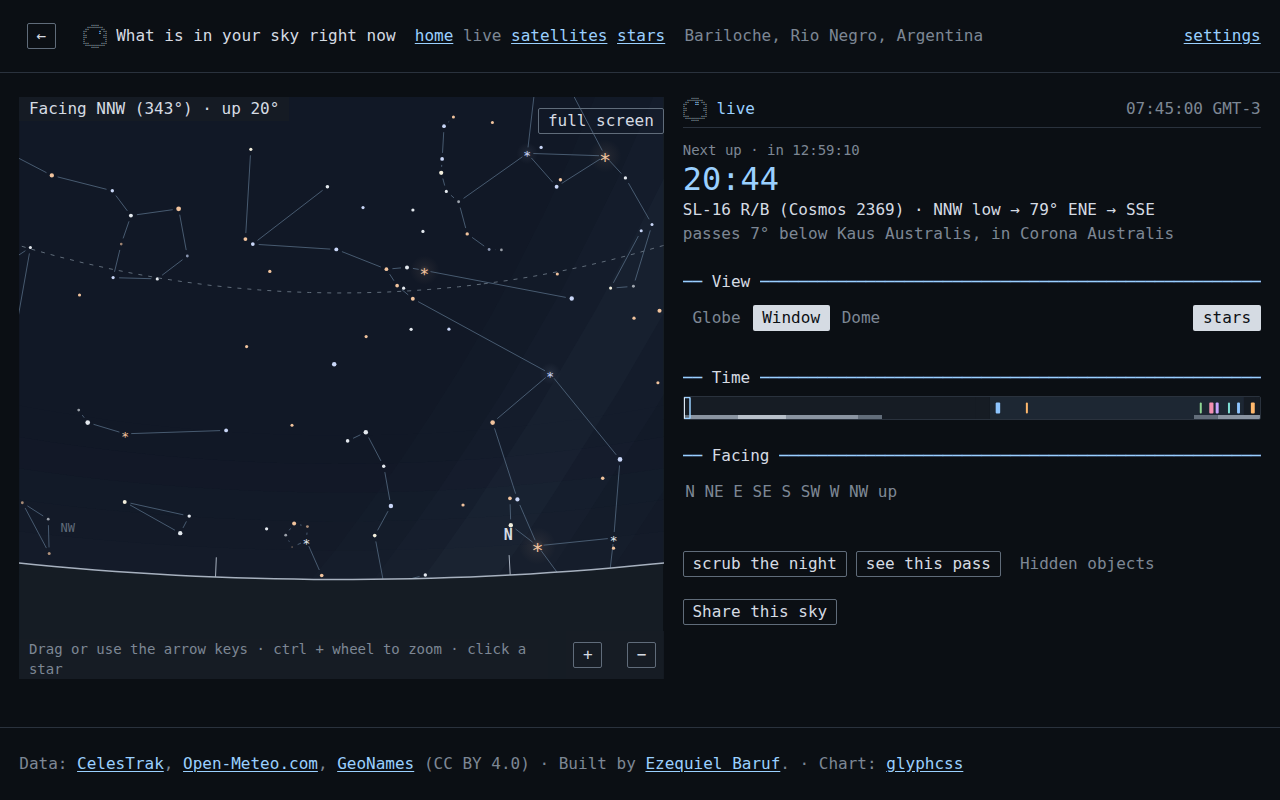 ←
What is in your sky right now home live satellites stars Bariloche, Rio Negro, Argentina settings
Facing NNW (343°) · up 20°
full screen
NW
N
Drag or use the arrow keys · ctrl + wheel to zoom · click a
star
+ −
live 07:45:00 GMT-3
Next up · in 12:59:10
20:44
SL-16 R/B (Cosmos 2369) · NNW low → 79° ENE → SSE
passes 7° below Kaus Australis, in Corona Australis
View
Globe Window Dome stars
Time
Facing
N NE E SE S SW W NW up
scrub the night see this pass Hidden objects
Share this sky
Data: CelesTrak, Open-Meteo.com, GeoNames (CC BY 4.0) · Built by Ezequiel Baruf. · Chart: glyphcss